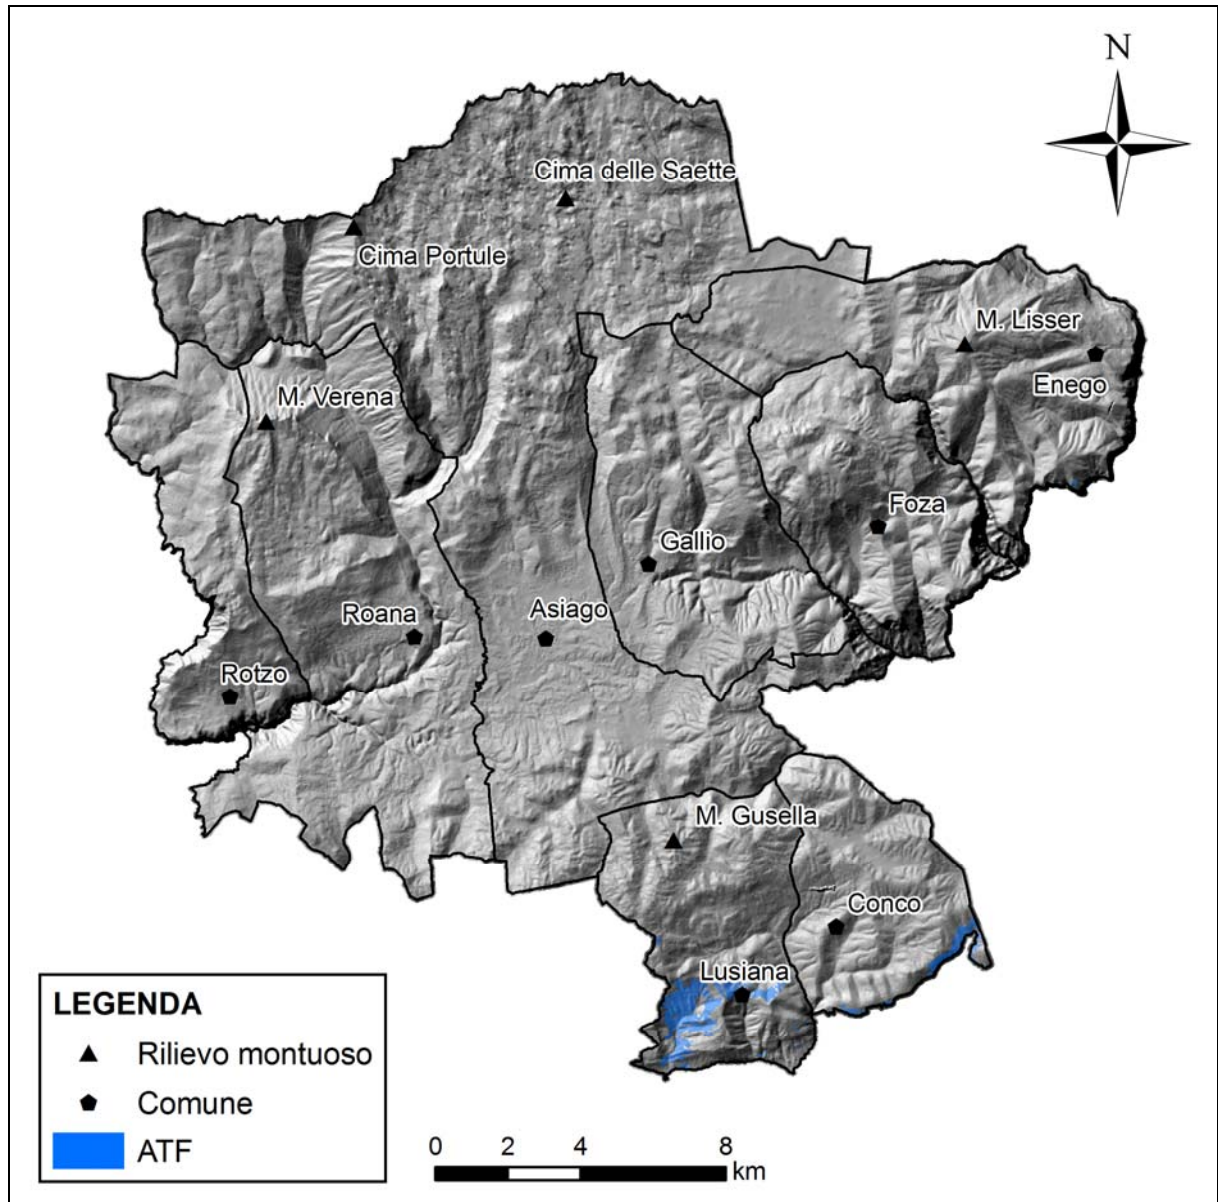 N
Cima delle Saette
Cima Portule
M. Lisser
Enego
M. Verena
Foza
Gallio
Roana
Asiago
Rotzo
M. Gusella
Conco
Lusiana
LEGENDA
Rilievo montuoso
Comune
ATF
0 2 4 8
km